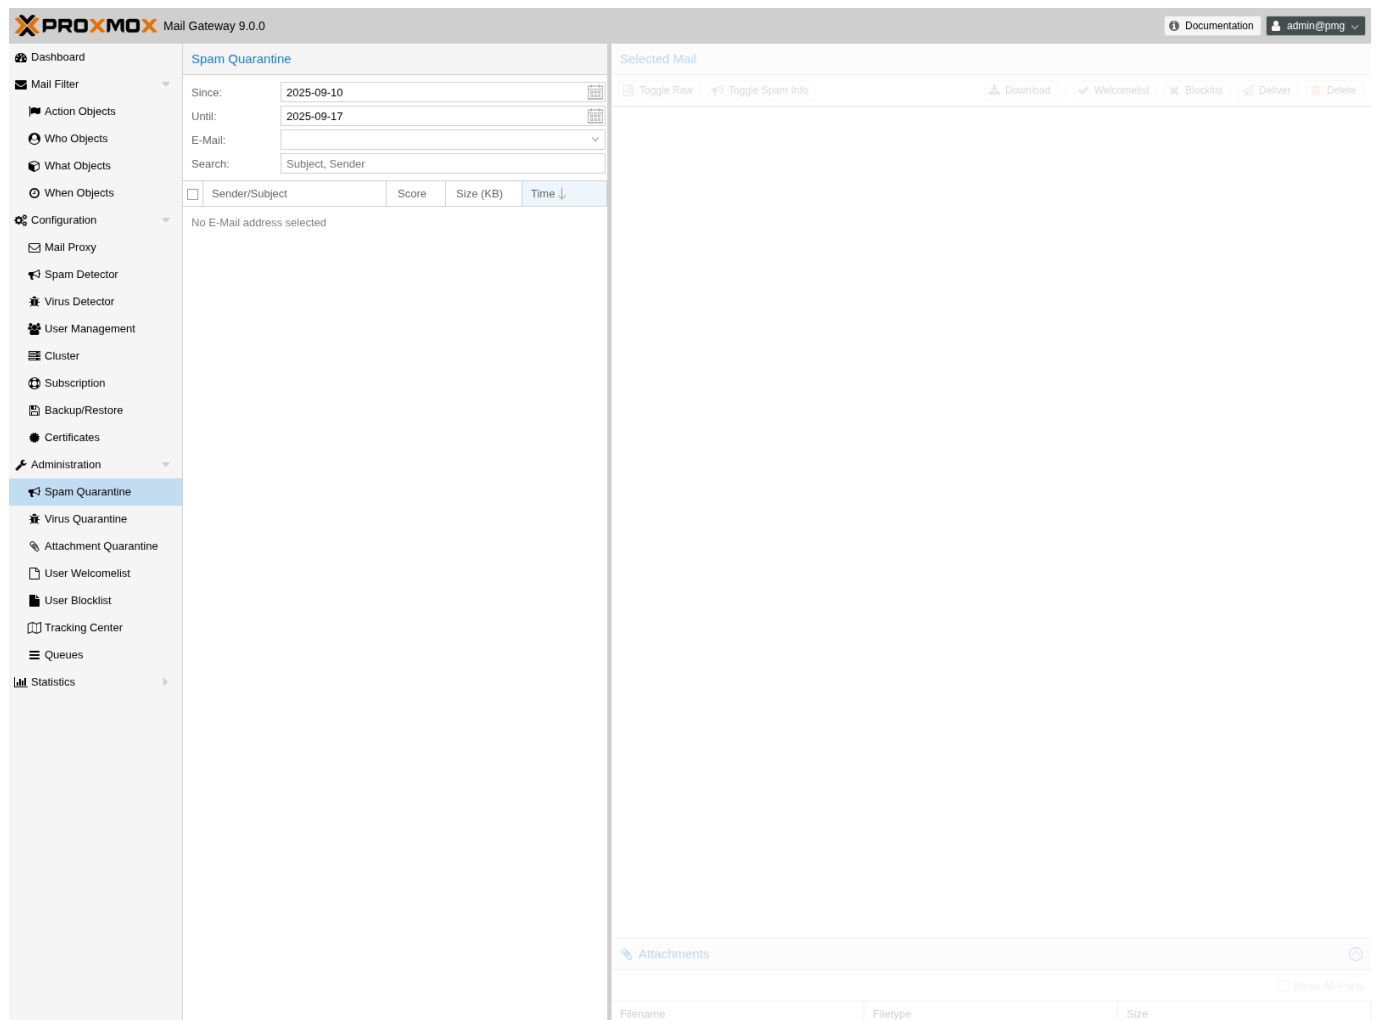 PROXMOX Mail Gateway 9.0.0
Documentation
admin@pmg
Dashboard
Mail Filter
Action Objects
Who Objects
What Objects
When Objects
Configuration
Mail Proxy
Spam Detector
Virus Detector
User Management
Cluster
Subscription
Backup/Restore
Certificates
Administration
Spam Quarantine
Virus Quarantine
Attachment Quarantine
User Welcomelist
User Blocklist
Tracking Center
Queues
Statistics
Spam Quarantine
Since: 2025-09-10
Until: 2025-09-17
E-Mail:
Search: Subject, Sender
Sender/Subject Score Size (KB) Time
No E-Mail address selected
Selected Mail
Toggle Raw Toggle Spam Info Download Welcomelist Blocklist Deliver Delete
Attachments
Show All Parts
Filename Filetype Size